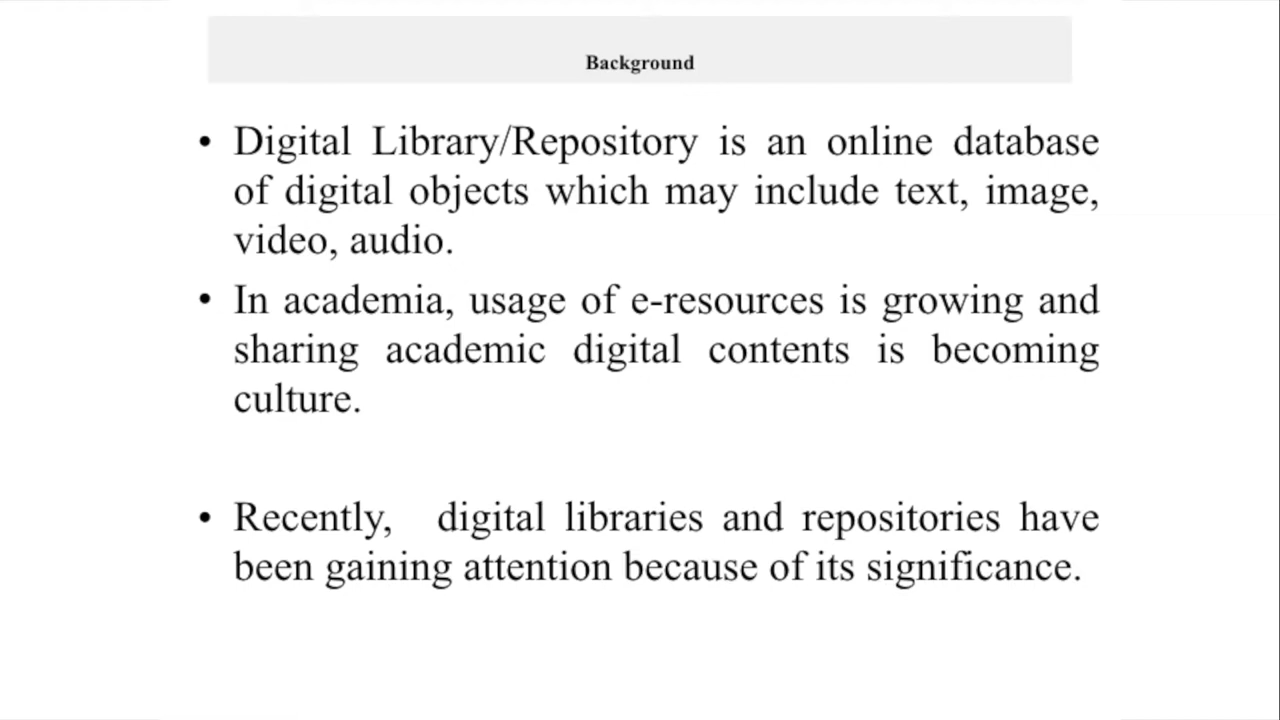 Background
• Digital Library/Repository is an online database
of digital objects which may include text, image,
video, audio.
• In academia, usage of e-resources is growing and
sharing academic digital contents is becoming
culture.
• Recently, digital libraries and repositories have
been gaining attention because of its significance.